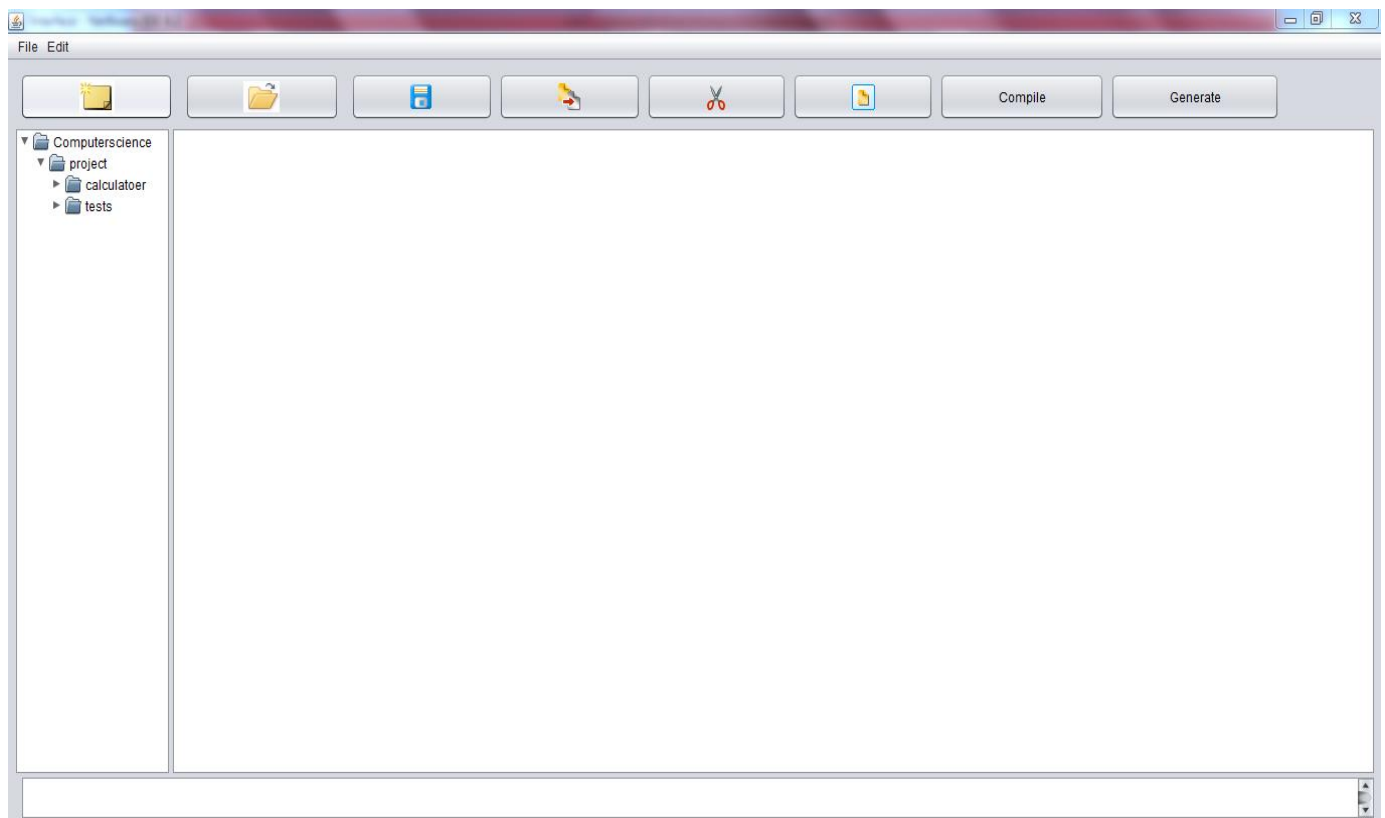 File Edit
Compile Generate
Computerscience
project
calculatoer
tests